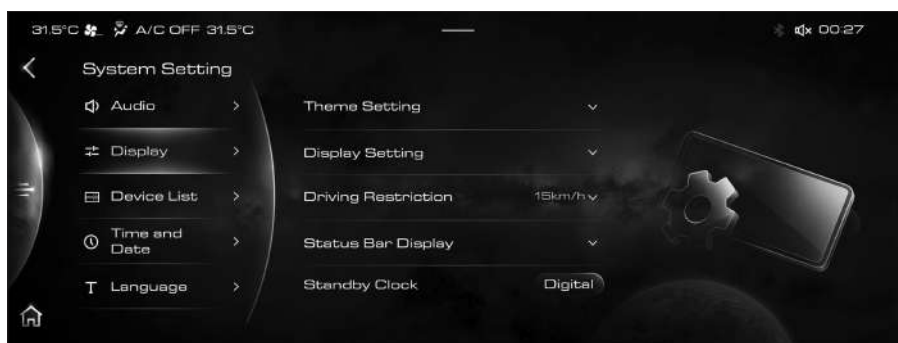 31.5°C A/C OFF 31.5°C 00:27
System Setting
Audio
Display
Device List
Time and
Date
Language
Theme Setting
Display Setting
Driving Restriction 15km/h
Status Bar Display
Standby Clock Digital